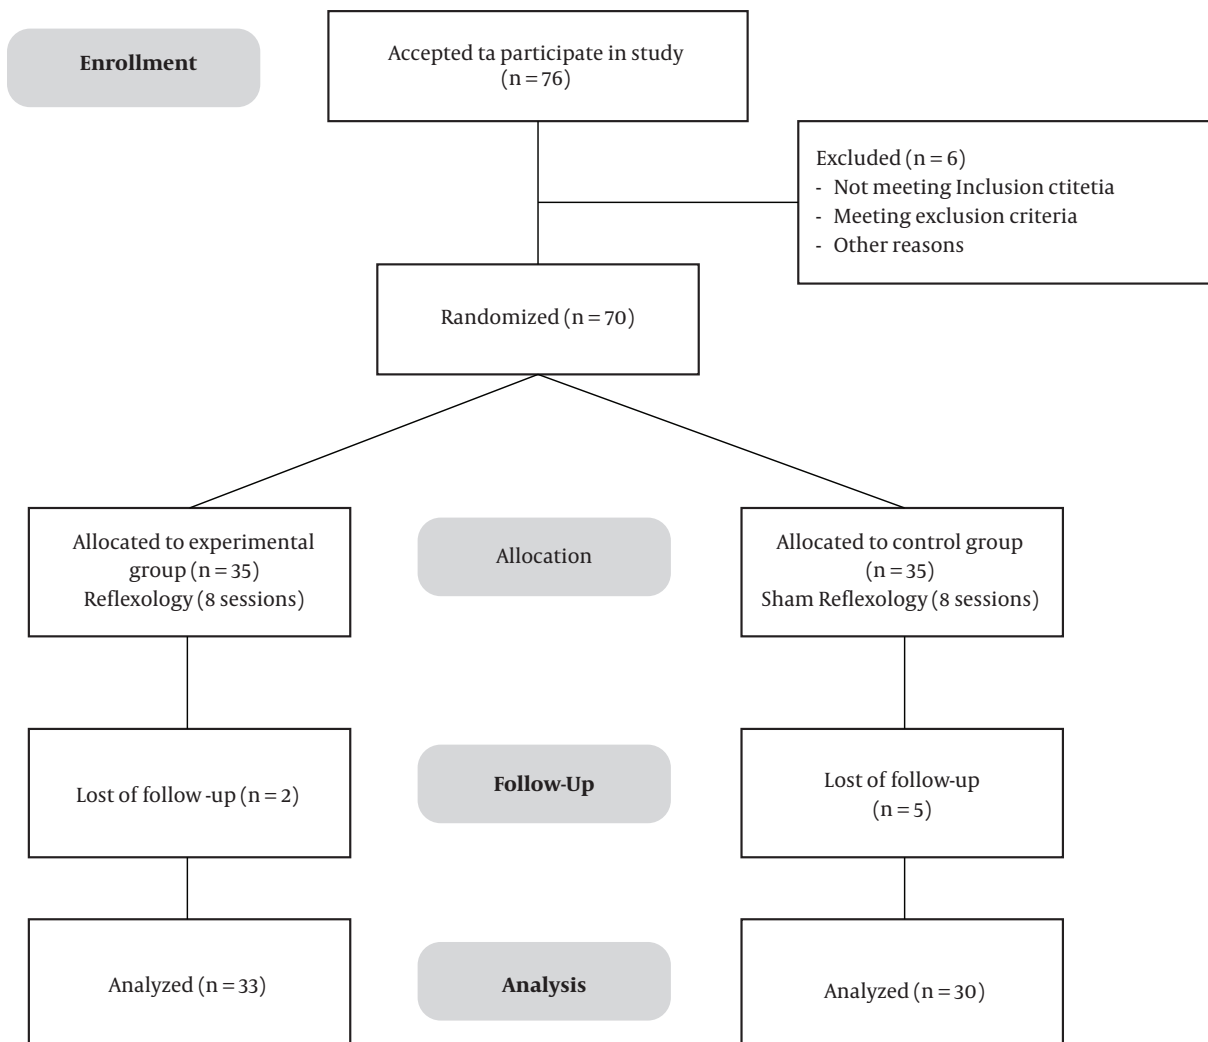 Enrollment
Accepted ta participate in study
(n = 76)
Excluded (n = 6)
- Not meeting Inclusion ctitetia
- Meeting exclusion criteria
- Other reasons
Randomized (n = 70)
Allocated to experimental
group (n = 35)
Reflexology (8 sessions)
Allocation
Allocated to control group
(n = 35)
Sham Reflexology (8 sessions)
Lost of follow -up (n = 2)
Follow-Up
Lost of follow-up
(n = 5)
Analyzed (n = 33)
Analysis
Analyzed (n = 30)